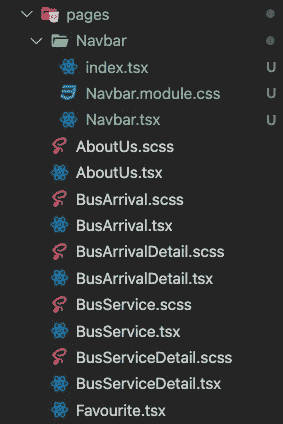 pages
Navbar
index.tsx U
Navbar.module.css U
Navbar.tsx U
AboutUs.scss
AboutUs.tsx
BusArrival.scss
BusArrival.tsx
BusArrivalDetail.scss
BusArrivalDetail.tsx
BusService.scss
BusService.tsx
BusServiceDetail.scss
BusServiceDetail.tsx
Favourite.tsx